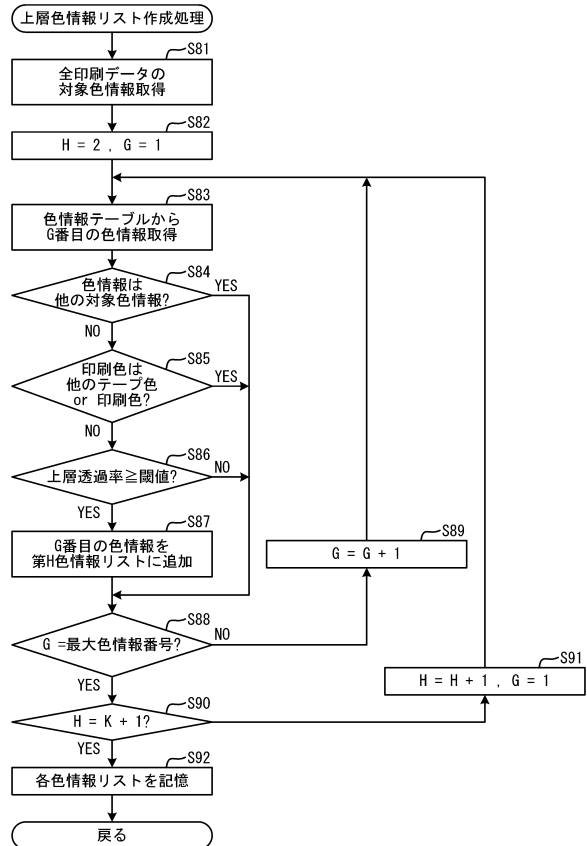 上層色情報リスト作成処理
S81
全印刷データの
対象色情報取得
S82
H = 2 , G = 1
S83
色情報テーブルから
G番目の色情報取得
S84
色情報は
他の対象色情報?
YES
NO
S85
印刷色は
他のテープ色
or 印刷色?
YES
NO
S86
上層透過率≧閾値?
NO
YES
S87
G番目の色情報を
第H色情報リストに追加
S89
G = G + 1
S88
G =最大色情報番号?
NO
YES
S91
H = H + 1 , G = 1
S90
H = K + 1?
YES
S92
各色情報リストを記憶
戻る